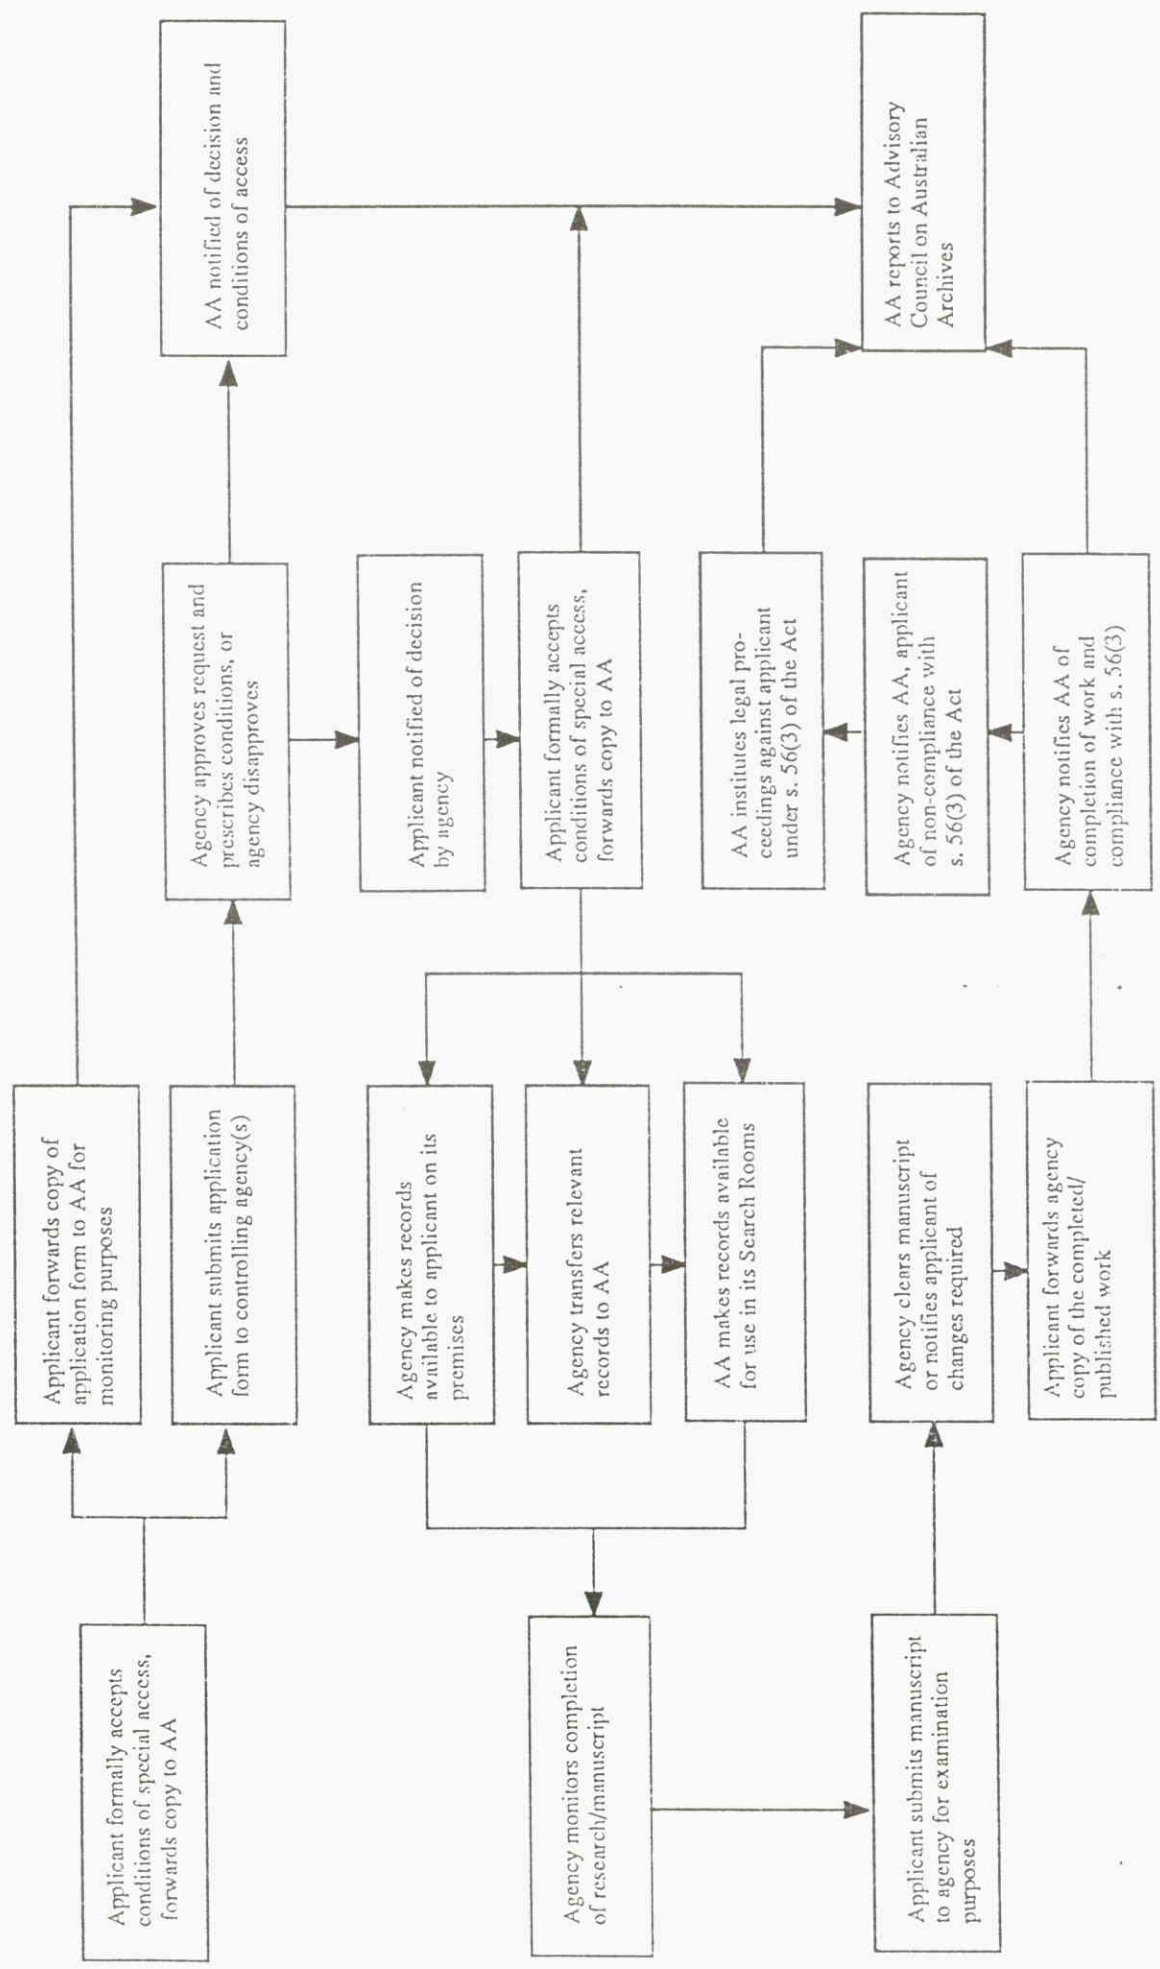 Applicant formally accepts
conditions of special access,
forwards copy to AA
Applicant forwards copy of
application form to AA for
monitoring purposes
Applicant submits application
form to controlling agency(s)
Agency approves request and
prescribes conditions, or
agency disapproves
AA notified of decision and
conditions of access
Applicant notified of decision
by agency
Applicant formally accepts
conditions of special access,
forwards copy to AA
Agency makes records
available to applicant on its
premises
Agency transfers relevant
records to AA
AA makes records available
for use in its Search Rooms
Agency monitors completion
of research/manuscript
Applicant submits manuscript
to agency for examination
purposes
Agency clears manuscript
or notifies applicant of
changes required
Applicant forwards agency
copy of the completed/
published work
Agency notifies AA of
completion of work and
compliance with s. 56(3)
Agency notifies AA, applicant
of non-compliance with
s. 56(3) of the Act
AA institutes legal pro-
ceedings against applicant
under s. 56(3) of the Act
AA reports to Advisory
Council on Australian
Archives